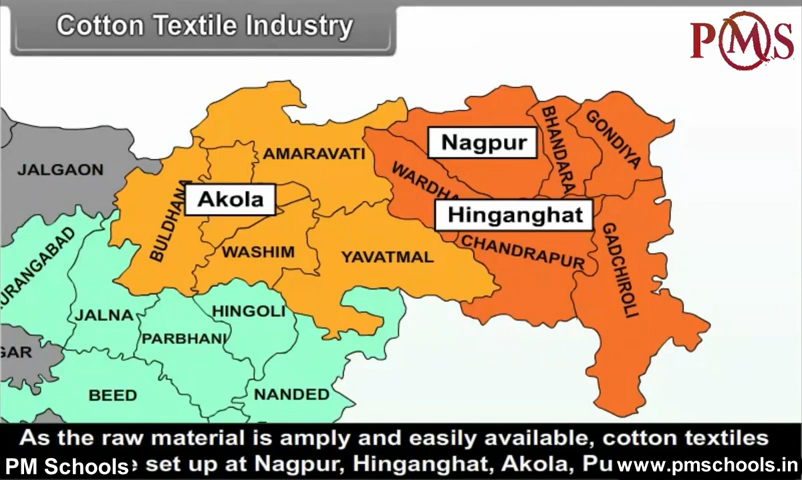 Cotton Textile Industry
PMS
JALGAON
AMARAVATI
BULDHANA
Akola
WASHIM
YAVATMAL
Nagpur
BHANDARA
GONDIYA
WARDHA
Hinganghat
CHANDRAPUR
GADCHIROLI
URANGABAD
JALNA
HINGOLI
PARBHANI
GAR
BEED
NANDED
As the raw material is amply and easily available, cotton textiles
PM Schools e set up at Nagpur, Hinganghat, Akola, Pu www.pmschools.in